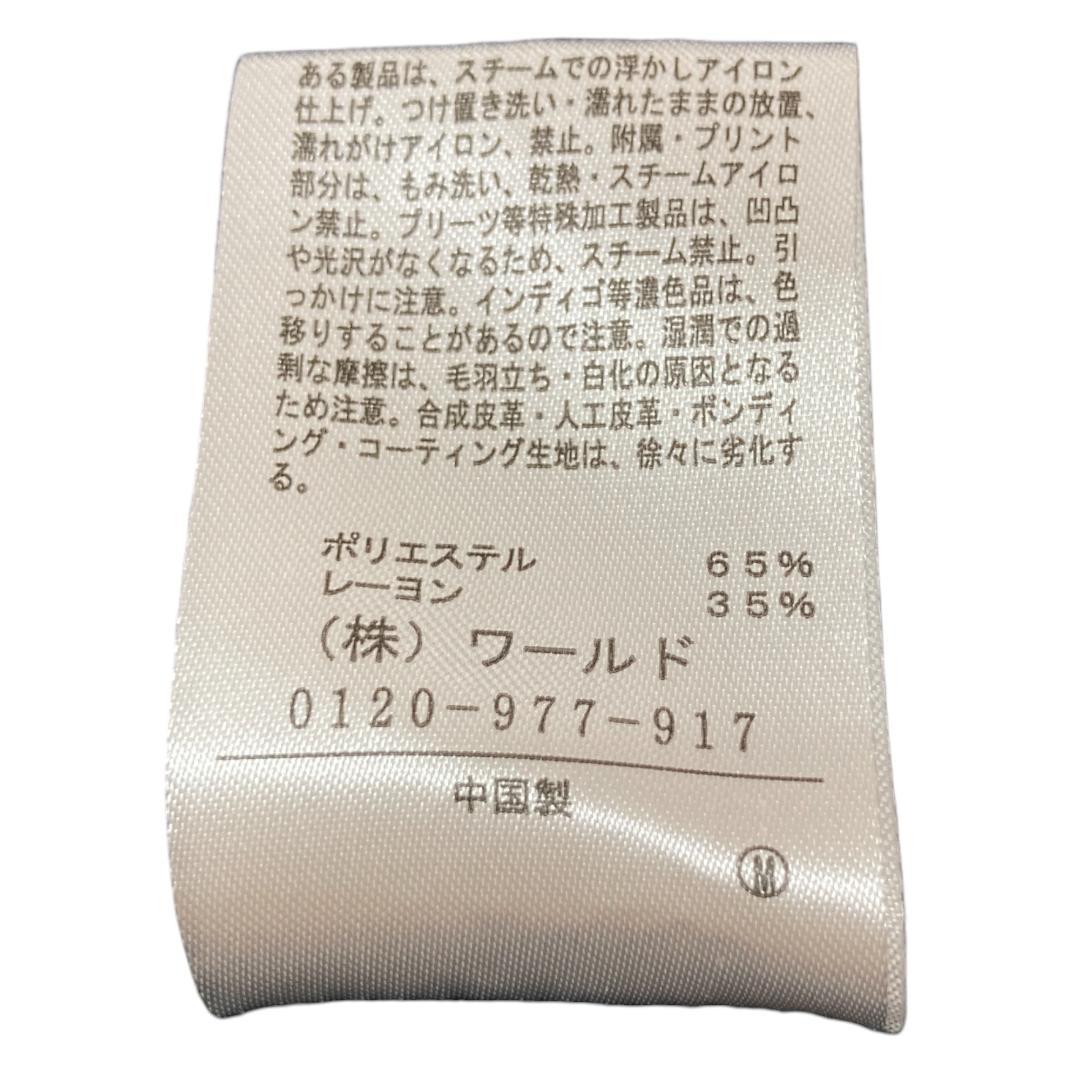 ある製品は、スチームでの浮かしアイロン
仕上げ。つけ置き洗い・濡れたままの放置、
濡れがけアイロン、禁止。附属・プリント
部分は、もみ洗い、乾熱・スチームアイロ
ン禁止。プリーツ等特殊加工製品は、凹凸
や光沢がなくなるため、スチーム禁止。引
っかけに注意。インディゴ等濃色品は、色
移りすることがあるので注意。湿潤での過
剰な摩擦は、毛羽立ち・白化の原因となる
ため注意。合成皮革・人工皮革・ボンディ
ング・コーティング生地は、徐々に劣化す
る。
ポリエステル 65%
レーヨン 35%
(株) ワールド
0120-977-917
中国製
Ⓜ